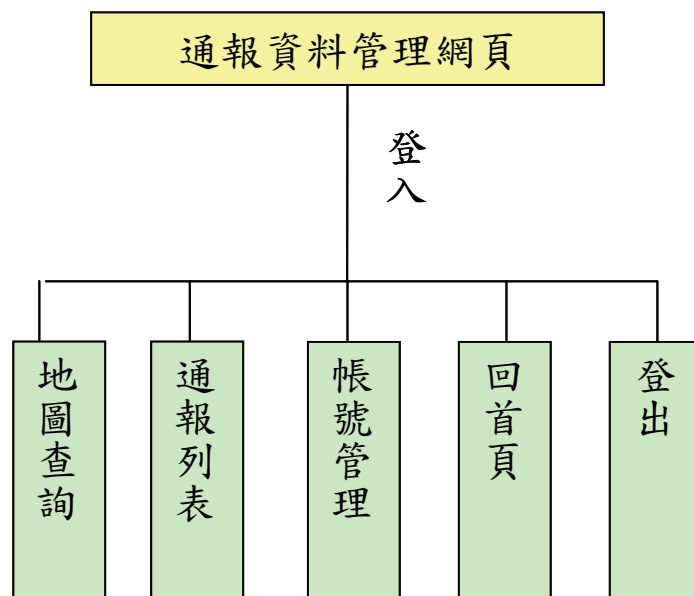 通報資料管理網頁
登入
地圖查詢
通報列表
帳號管理
回首頁
登出